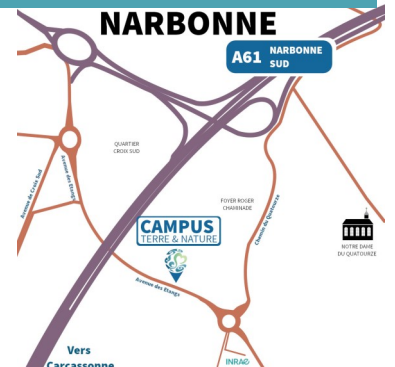 NARBONNE
A61 NARBONNE
SUD
QUARTIER
CROIX SUD
Avenue de Croix Sud
Avenue des Etangs
FOYER ROGER
CHAMINADE
Chemin de Quatourze
CAMPUS
TERRE & NATURE
NOTRE DAME
DU QUATOURZE
Avenue des Etangs
Vers
Carcassonne
INRAE